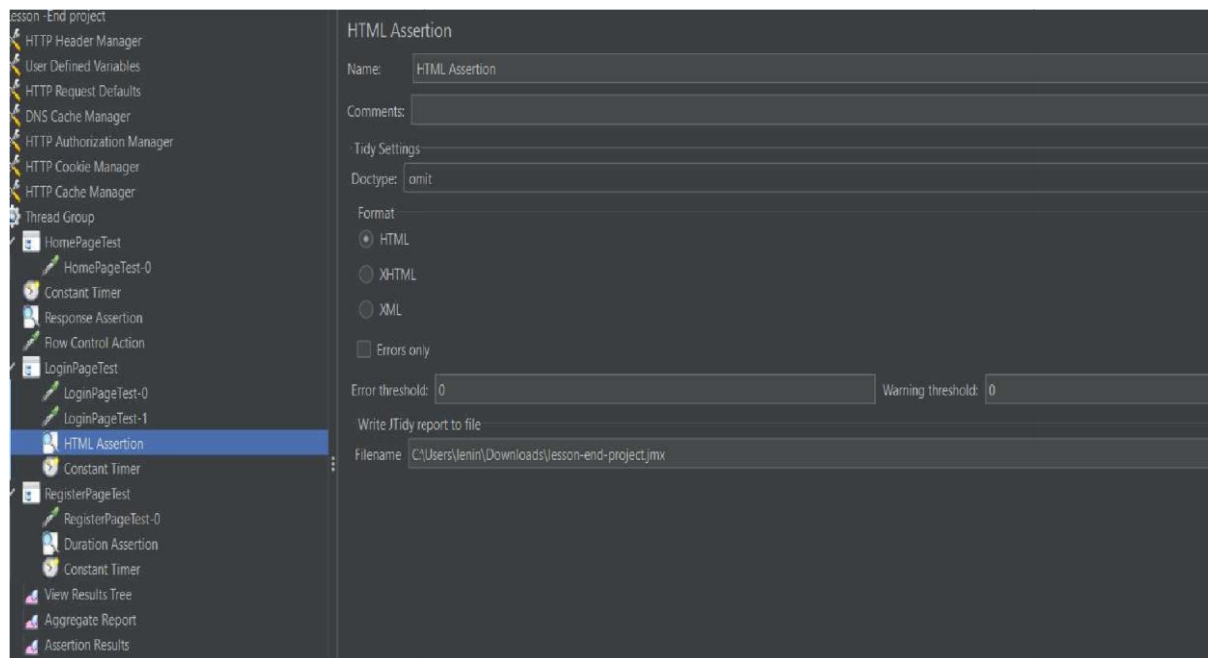 Lesson -End project
HTTP Header Manager
User Defined Variables
HTTP Request Defaults
DNS Cache Manager
HTTP Authorization Manager
HTTP Cookie Manager
HTTP Cache Manager
Thread Group
HomePageTest
HomePageTest-0
Constant Timer
Response Assertion
Flow Control Action
LoginPageTest
LoginPageTest-0
LoginPageTest-1
HTML Assertion
Constant Timer
RegisterPageTest
RegisterPageTest-0
Duration Assertion
Constant Timer
View Results Tree
Aggregate Report
Assertion Results
HTML Assertion
Name: HTML Assertion
Comments:
Tidy Settings
Doctype: omit
Format
HTML
XHTML
XML
Errors only
Error threshold: 0 Warning threshold: 0
Write JTidy report to file
Filename C:\Users\lenin\Downloads\lesson-end-project.jmx